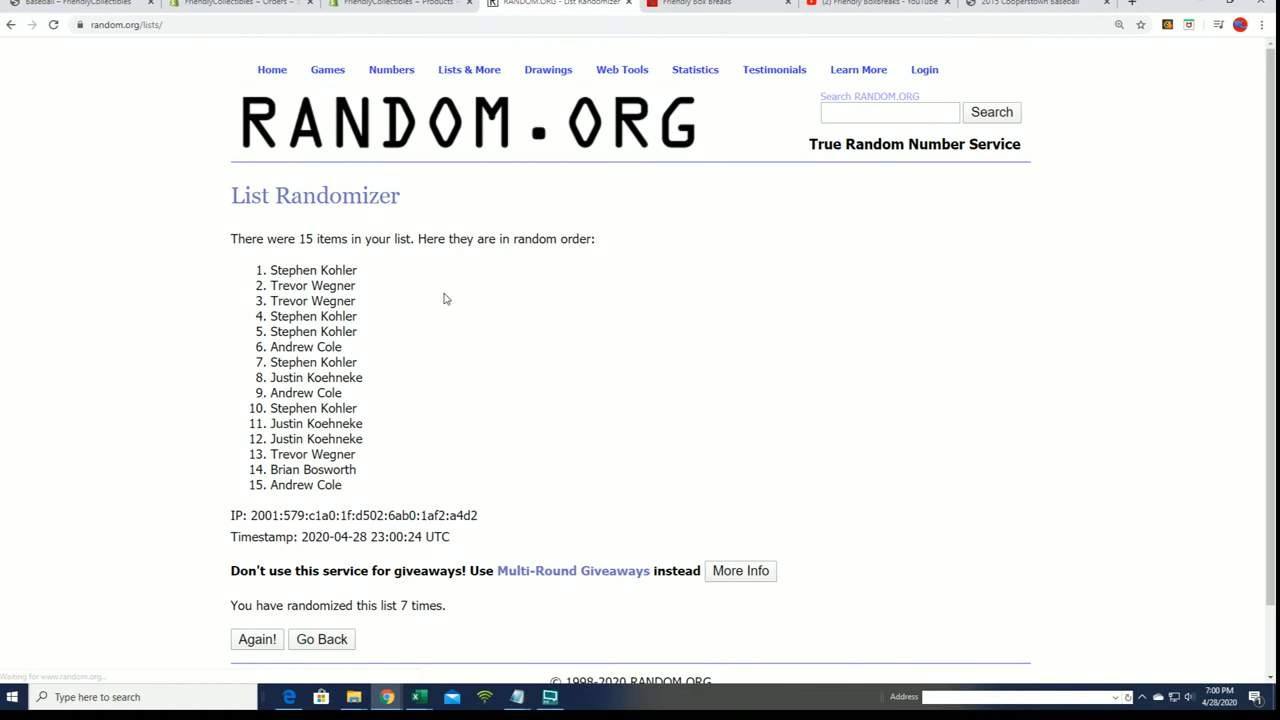 Baseball ~ FriendlyCollectibles
FriendlyCollectibles ~ Orders ~
FriendlyCollectibles ~ Products ~
RANDOM.ORG - List Randomizer
Friendly Box Breaks
(2) Friendly BoxBreaks - YouTube
2015 Cooperstown Baseball
random.org/lists/
Home Games Numbers Lists & More Drawings Web Tools Statistics Testimonials Learn More Login
RANDOM.ORG
Search RANDOM.ORG
Search
True Random Number Service
List Randomizer
There were 15 items in your list. Here they are in random order:
1. Stephen Kohler
2. Trevor Wegner
3. Trevor Wegner
4. Stephen Kohler
5. Stephen Kohler
6. Andrew Cole
7. Stephen Kohler
8. Justin Koehneke
9. Andrew Cole
10. Stephen Kohler
11. Justin Koehneke
12. Justin Koehneke
13. Trevor Wegner
14. Brian Bosworth
15. Andrew Cole
IP: 2001:579:c1a0:1f:d502:6ab0:1af2:a4d2
Timestamp: 2020-04-28 23:00:24 UTC
Don't use this service for giveaways! Use Multi-Round Giveaways instead More Info
You have randomized this list 7 times.
Again! Go Back
© 1998-2020 RANDOM.ORG
Waiting for www.random.org...
Type here to search
Address
7:00 PM
4/28/2020